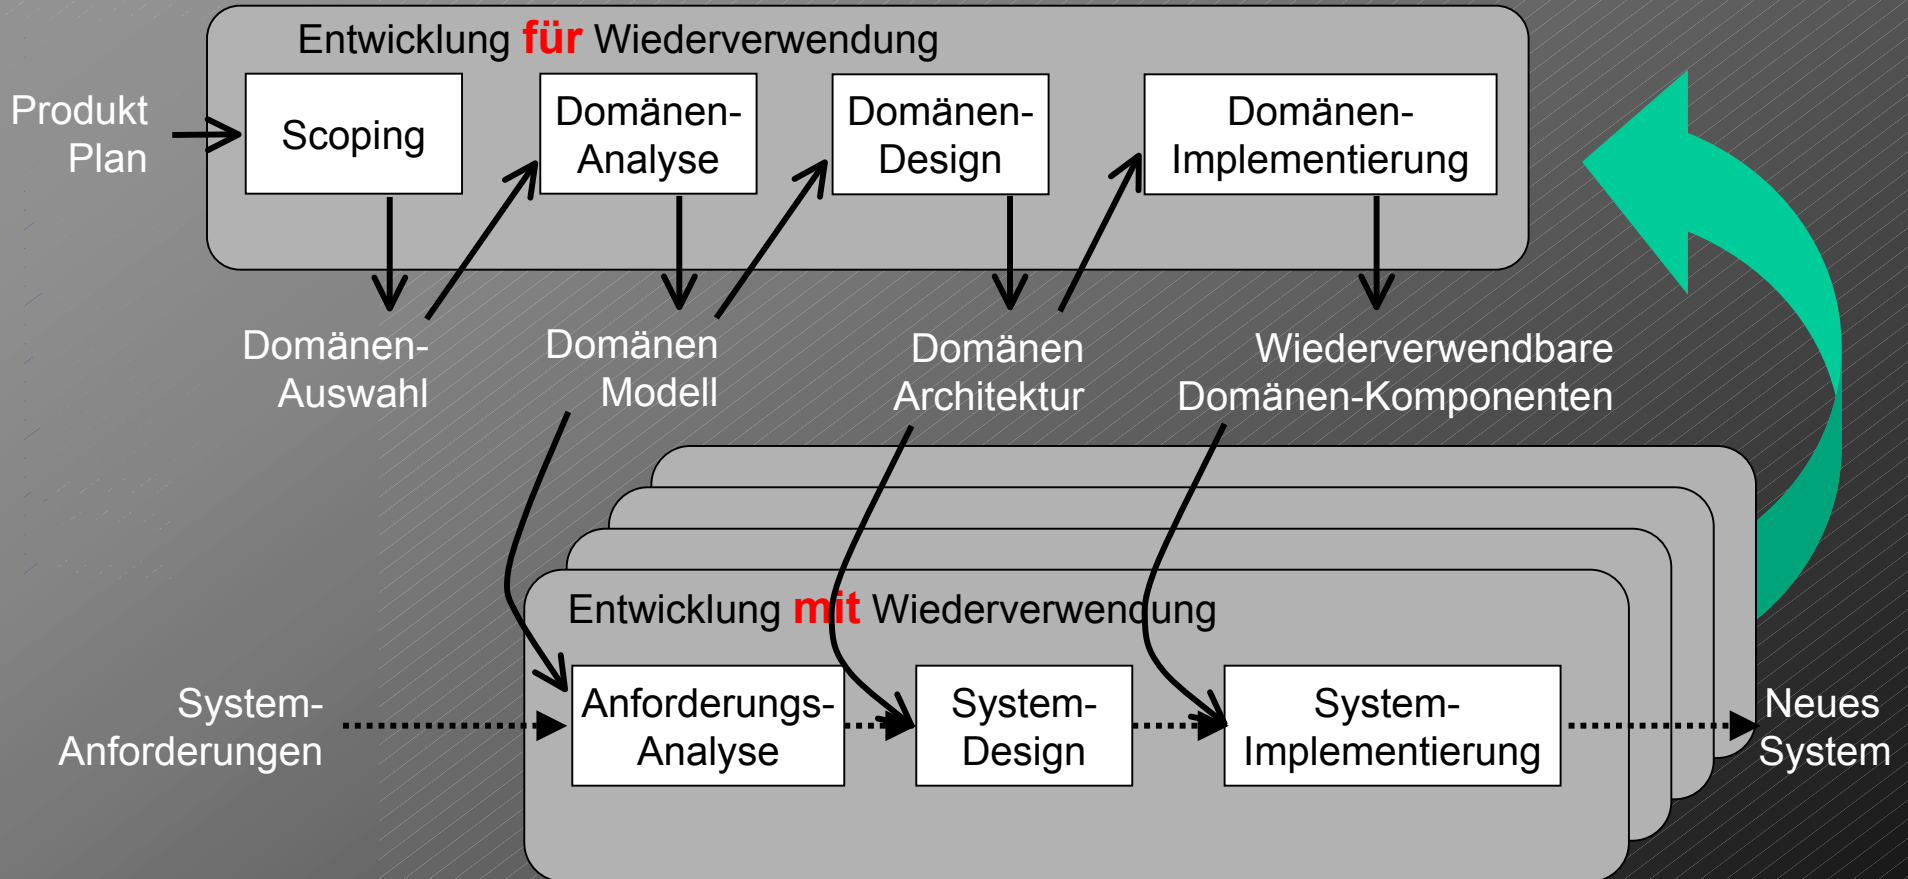 Entwicklung für Wiederverwendung
Produkt
Plan
Scoping
Domänen-
Analyse
Domänen-
Design
Domänen-
Implementierung
Domänen-
Auswahl
Domänen
Modell
Domänen
Architektur
Wiederverwendbare
Domänen-Komponenten
Entwicklung mit Wiederverwendung
System-
Anforderungen
Anforderungs-
Analyse
System-
Design
System-
Implementierung
Neues
System